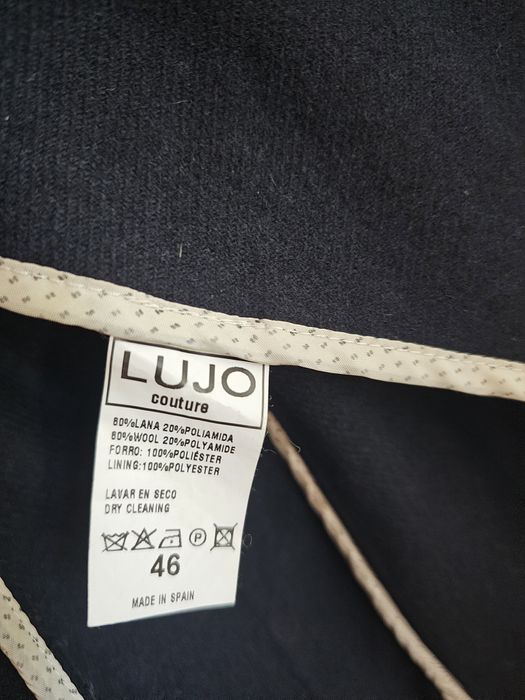 LUJO
couture
80%LANA 20%POLIAMIDA
80%WOOL 20%POLYAMIDE
FORRO: 100%POLIÉSTER
LINING:100%POLYESTER
LAVAR EN SECO
DRY CLEANING
P
46
MADE IN SPAIN